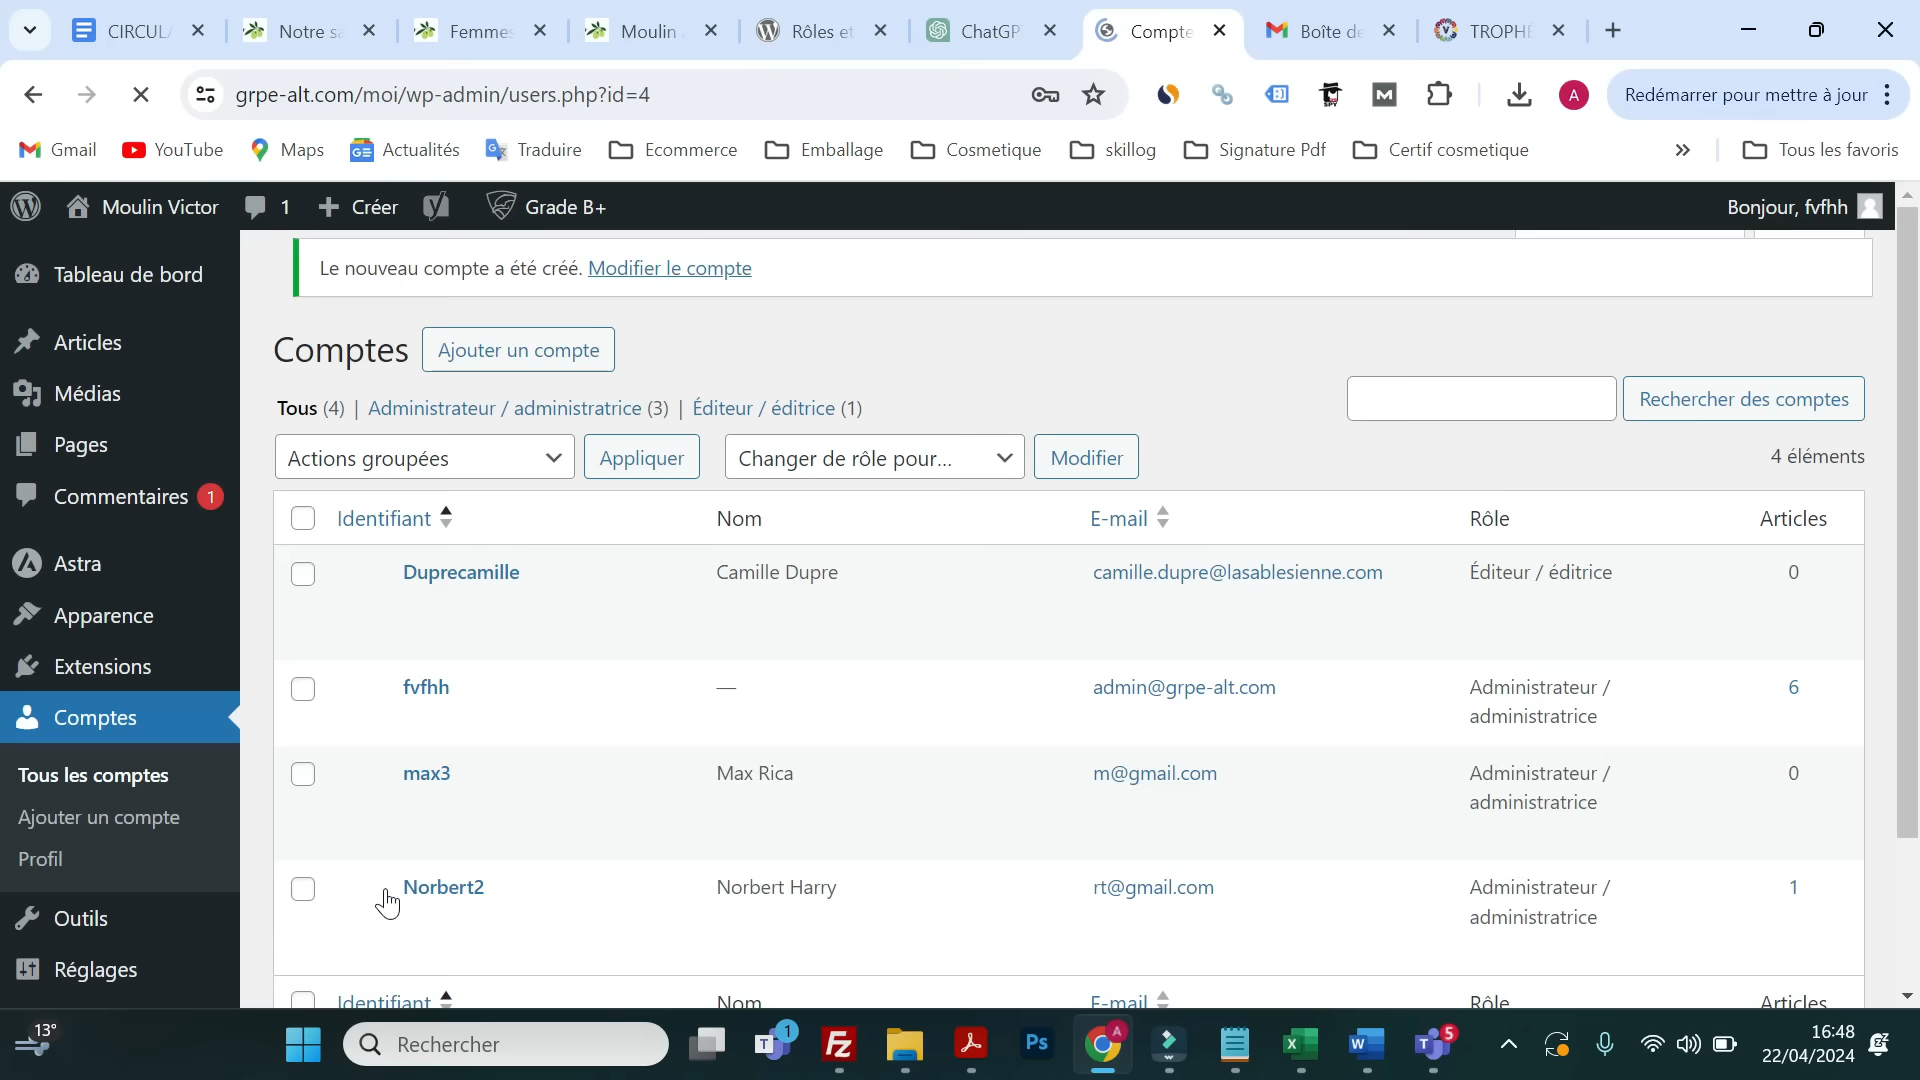 CIRCUL
Notre sa
Femmes
Moulin
Rôles et
ChatGP
Compte
Boîte de
TROPHÉ
grpe-alt.com/moi/wp-admin/users.php?id=4
A
Redémarrer pour mettre à jour
Gmail
YouTube
Maps
Actualités
Traduire
Ecommerce
Emballage
Cosmetique
skillog
Signature Pdf
Certif cosmetique
»
Tous les favoris
Moulin Victor
1
Créer
Grade B+
Bonjour, fvfhh
Tableau de bord
Articles
Médias
Pages
Commentaires 1
Astra
Apparence
Extensions
Comptes
Tous les comptes
Ajouter un compte
Profil
Outils
Réglages
Le nouveau compte a été créé. Modifier le compte
Comptes
Ajouter un compte
Tous (4) | Administrateur / administratrice (3) | Éditeur / éditrice (1)
Rechercher des comptes
Actions groupées
Appliquer
Changer de rôle pour...
Modifier
4 éléments
Identifiant
Nom
E-mail
Rôle
Articles
Duprecamille
Camille Dupre
camille.dupre@lasablesienne.com
Éditeur / éditrice
0
fvfhh
—
admin@grpe-alt.com
Administrateur /
administratrice
6
max3
Max Rica
m@gmail.com
Administrateur /
administratrice
0
Norbert2
Norbert Harry
rt@gmail.com
Administrateur /
administratrice
1
Identifiant
Nom
E-mail
Rôle
Articles
13°
Rechercher
1
Ps
A
5
16:48
22/04/2024